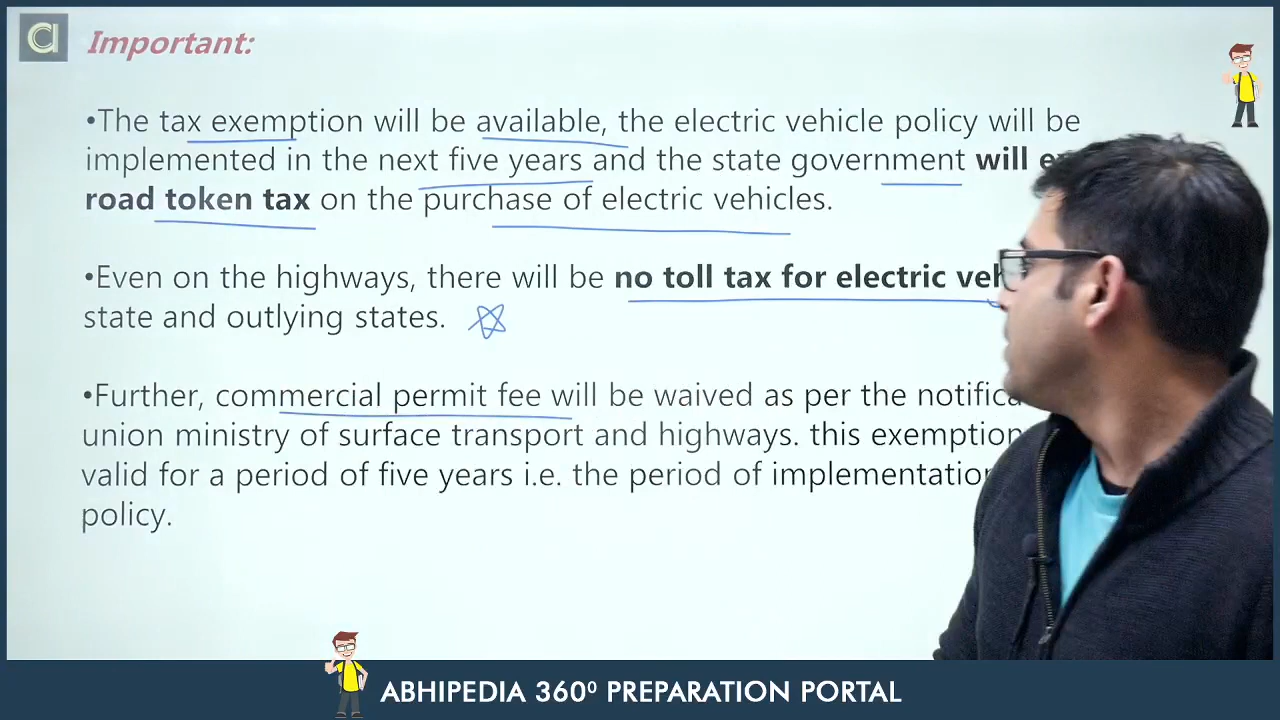 Important:
•The tax exemption will be available, the electric vehicle policy will be
implemented in the next five years and the state government will
road token tax on the purchase of electric vehicles.
•Even on the highways, there will be no toll tax for electric
state and outlying states.
•Further, commercial permit fee will be waived as per the
union ministry of surface transport and highways. this exemption
valid for a period of five years i.e. the period of implementation
policy.
ABHIPEDIA 360⁰ PREPARATION PORTAL